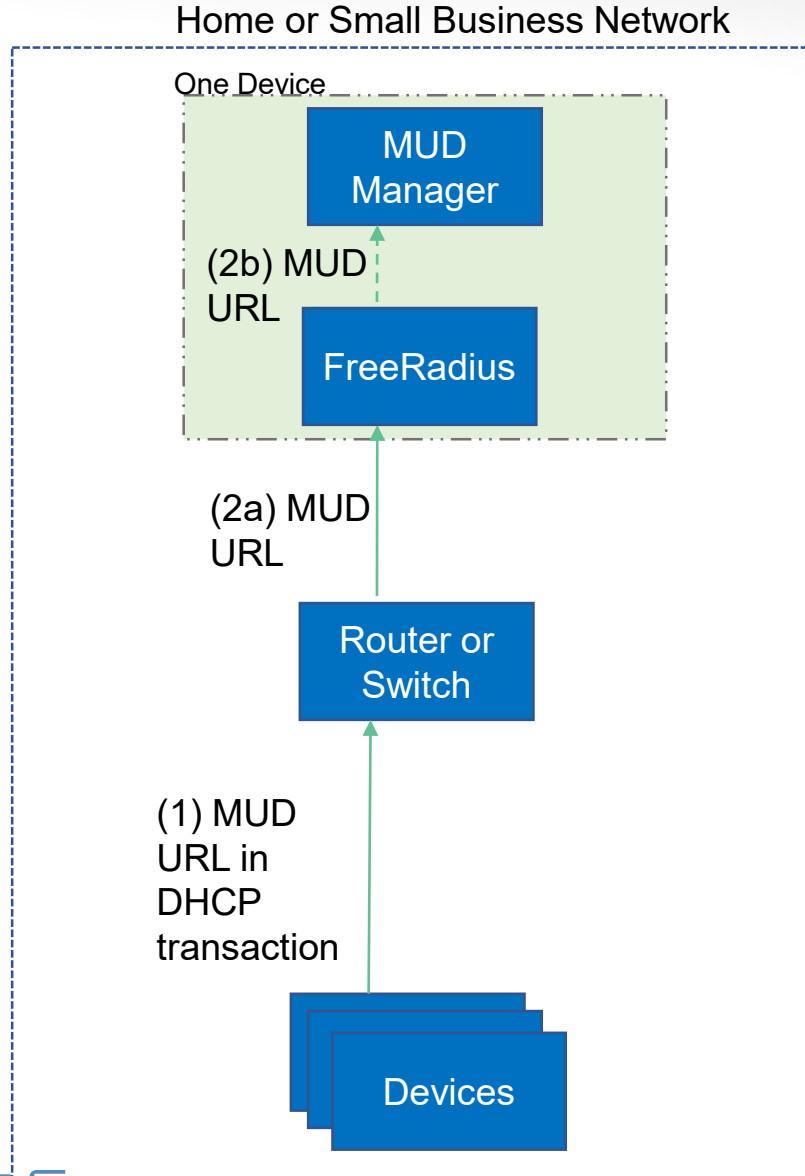 Home or Small Business Network
One Device
MUD
Manager
(2b) MUD
URL
FreeRadius
(2a) MUD
URL
Router or
Switch
(1) MUD
URL in
DHCP
transaction
Devices